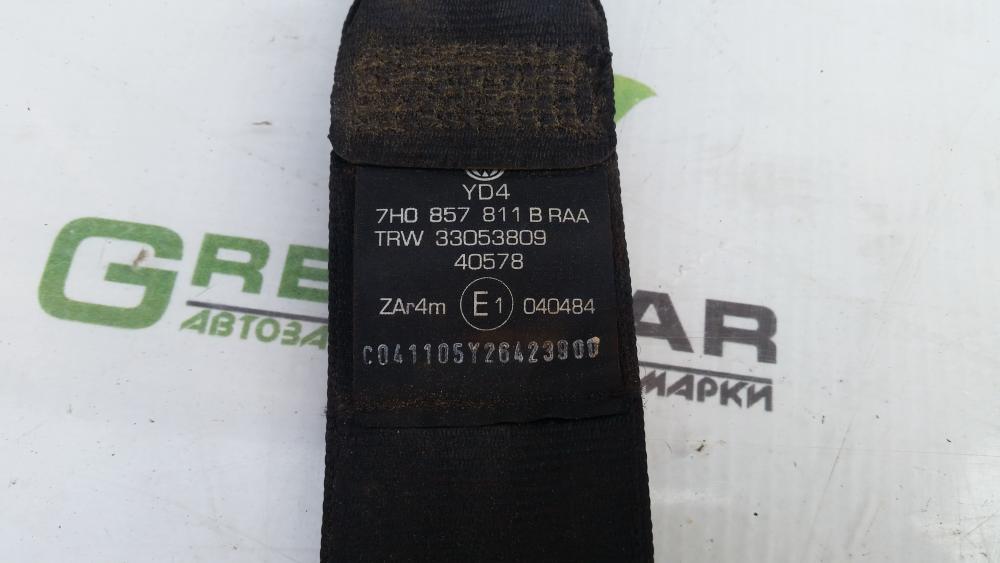 YD4
7H0 857 811 B RAA
TRW 33053809
40578
ZAr4m E1 040484
C041105Y26423900
GRE AR
АВТОЗА МАРКИ